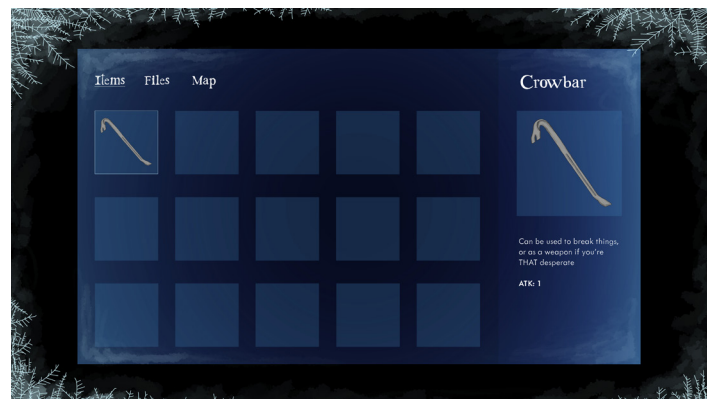 Items Files Map
Crowbar
Can be used to break things,
or as a weapon if you're
THAT desperate
ATK: 1